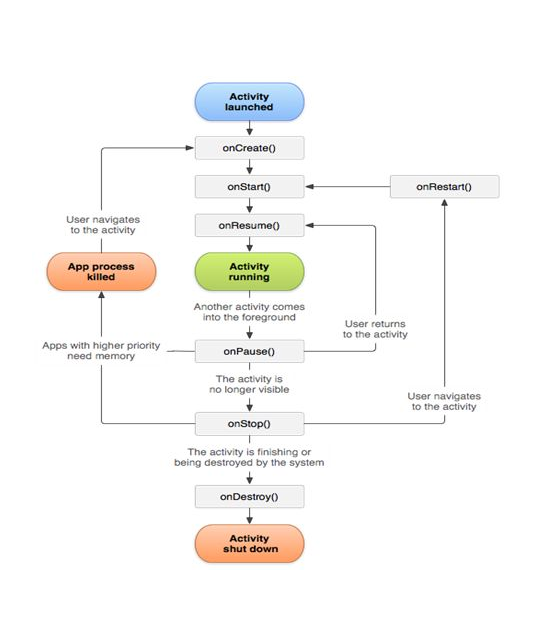 Activity
launched
onCreate()
onStart()
onRestart()
onResume()
User navigates
to the activity
App process
killed
Activity
running
Another activity comes
into the foreground
User returns
to the activity
Apps with higher priority
need memory
onPause()
The activity is
no longer visible
User navigates
to the activity
onStop()
The activity is finishing or
being destroyed by the system
onDestroy()
Activity
shut down